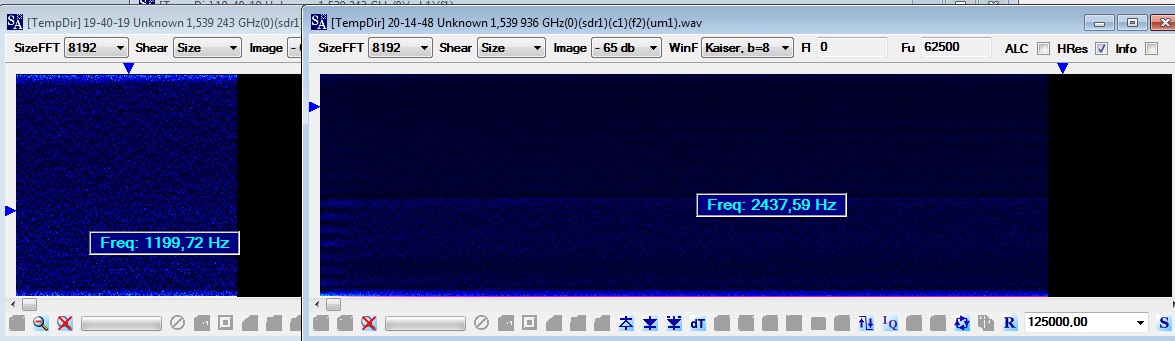 [TempDir] 19-40-19 Unknown 1,539 243 GHz(0)(sdr1
SizeFFT 8192 Shear Size Image
Freq: 1199,72 Hz
[TempDir] 20-14-48 Unknown 1,539 936 GHz(0)(sdr1)(c1)(f2)(um1).wav
SizeFFT 8192 Shear Size Image - 65 db WinF Kaiser, b=8 Fl 0 Fu 62500 ALC HRes Info
Freq: 2437,59 Hz
dT IQ R 125000,00 S